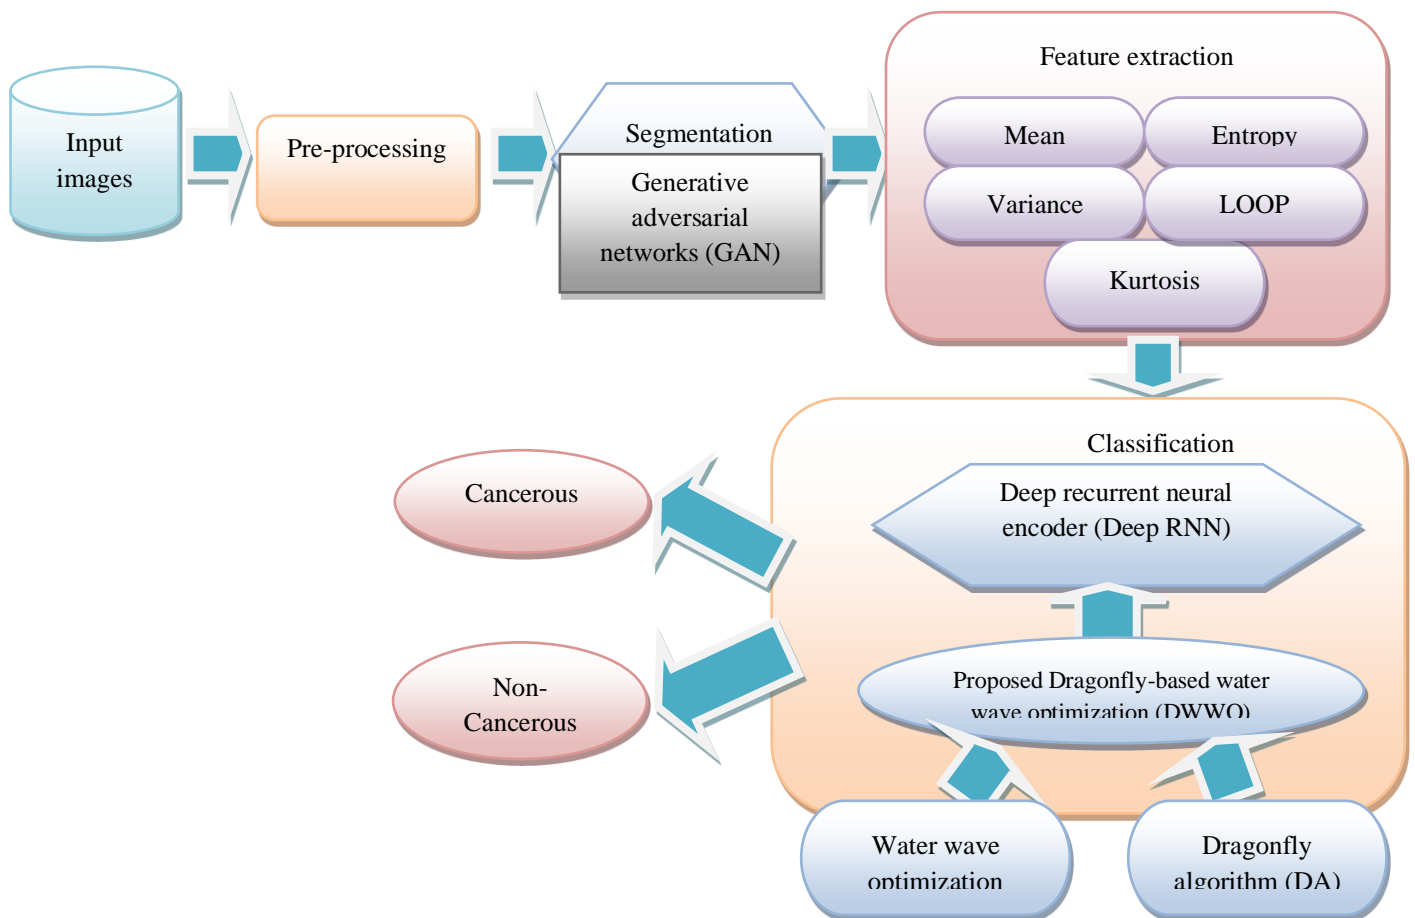 Input
images
Pre-processing
Segmentation
Generative
adversarial
networks (GAN)
Feature extraction
Mean
Entropy
Variance
LOOP
Kurtosis
Classification
Deep recurrent neural
encoder (Deep RNN)
Proposed Dragonfly-based water
wave optimization (DWWO)
Water wave
optimization
Dragonfly
algorithm (DA)
Cancerous
Non-
Cancerous